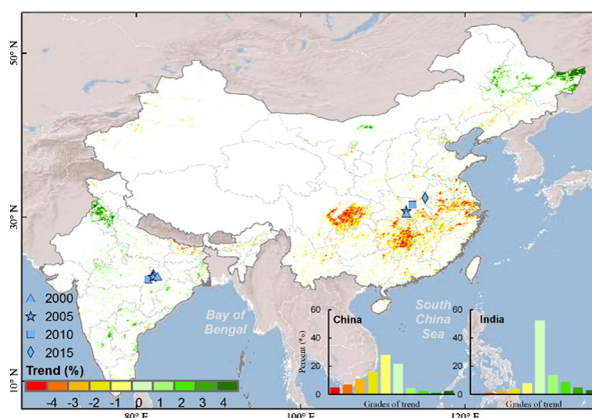 50° N
30° N
10° N
80° E
100° E
120° E
Bay of
Bengal
South
China
Sea
2000
2005
2010
2015
Trend (%)
-4 -3 -2 -1 0 1 2 3 4
China
Percent (%)
60
40
20
0
Grades of trend
India
60
40
20
0
Grades of trend